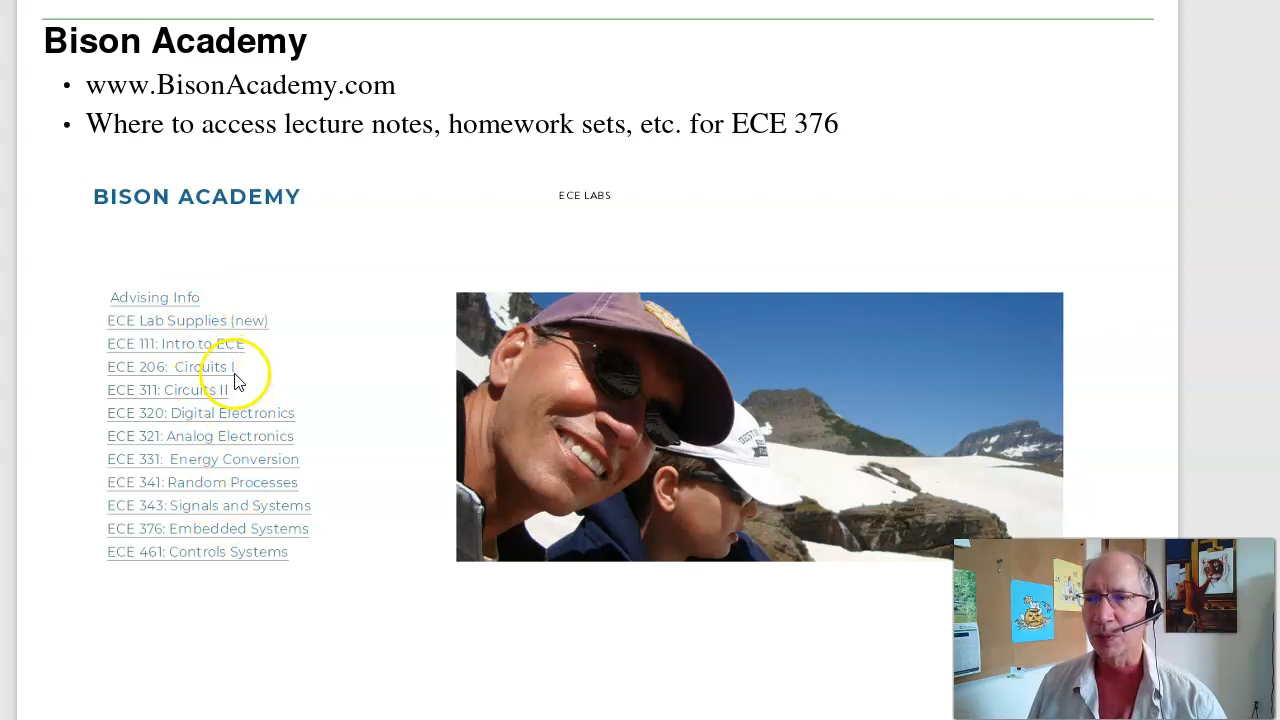 Bison Academy
• www.BisonAcademy.com
• Where to access lecture notes, homework sets, etc. for ECE 376
BISON ACADEMY
ECE LABS
Advising Info
ECE Lab Supplies (new)
ECE 111: Intro to ECE
ECE 206: Circuits I
ECE 311: Circuits II
ECE 320: Digital Electronics
ECE 321: Analog Electronics
ECE 331: Energy Conversion
ECE 341: Random Processes
ECE 343: Signals and Systems
ECE 376: Embedded Systems
ECE 461: Controls Systems